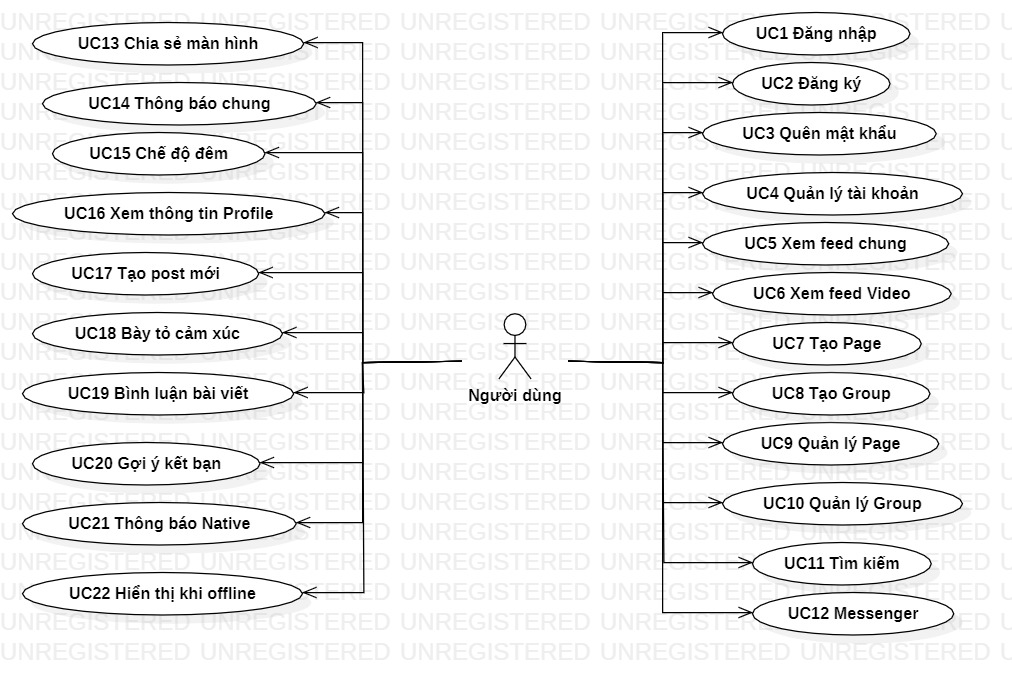 UC13 Chia sẻ màn hình
UC14 Thông báo chung
UC15 Chế độ đêm
UC16 Xem thông tin Profile
UC17 Tạo post mới
UC18 Bày tỏ cảm xúc
UC19 Bình luận bài viết
UC20 Gợi ý kết bạn
UC21 Thông báo Native
UC22 Hiển thị khi offline
Người dùng
UC1 Đăng nhập
UC2 Đăng ký
UC3 Quên mật khẩu
UC4 Quản lý tài khoản
UC5 Xem feed chung
UC6 Xem feed Video
UC7 Tạo Page
UC8 Tạo Group
UC9 Quản lý Page
UC10 Quản lý Group
UC11 Tìm kiếm
UC12 Messenger
UNREGISTERED